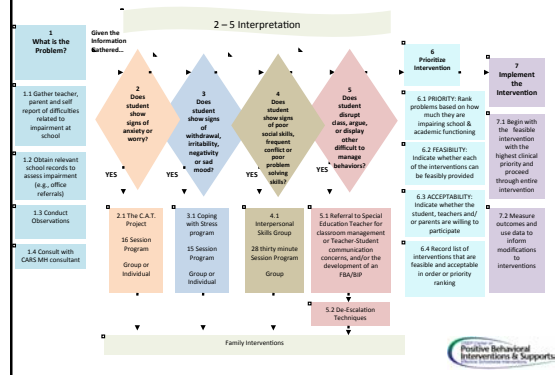 2 – 5 Interpretation
1
What is the
Problem?
1.1 Gather teacher,
parent and self
report of difficulties
related to
impairment at
school
1.2 Obtain relevant
school records to
assess impairment
(e.g., office
referrals)
1.3 Conduct
Observations
1.4 Consult with
CARS MH consultant
Given the
Information
Gathered...
2
Does
student
show
signs of
anxiety or
worry?
YES
2.1 The C.A.T.
Project
16 Session
Program
Group or
Individual
3
Does
student
show signs
of
withdrawal,
irritability,
negativity
or sad
mood?
YES
3.1 Coping
with Stress
program
15 Session
Program
Group or
Individual
4
Does
student
show signs
of poor
social skills,
frequent
conflict or
poor
problem
solving
skills?
YES
4.1
Interpersonal
Skills Group
28 thirty minute
Session Program
Group
5
Does
student
disrupt
class, argue,
or display
other
difficult to
manage
behaviors?
YES
5.1 Referral to Special
Education Teacher for
classroom management
or Teacher-Student
communication
concerns, and/or the
development of an
FBA/BIP
5.2 De-Escalation
Techniques
Family Interventions
6
Prioritize
Intervention
6.1 PRIORITY: Rank
problems based on how
much they are
impairing school &
academic functioning
6.2 FEASIBILITY:
Indicate whether each
of the interventions can
be feasibly provided
6.3 ACCEPTABILITY:
Indicate whether the
student, teachers and/
or parents are willing to
participate
6.4 Record list of
interventions that are
feasible and acceptable
in order or priority
ranking
7
Implement
the
Intervention
7.1 Begin with
the feasible
intervention
with the
highest clinical
priority and
proceed
through entire
intervention
7.2 Measure
outcomes and
use data to
inform
modifications
to
interventions
Positive Behavioral
Interventions & Supports